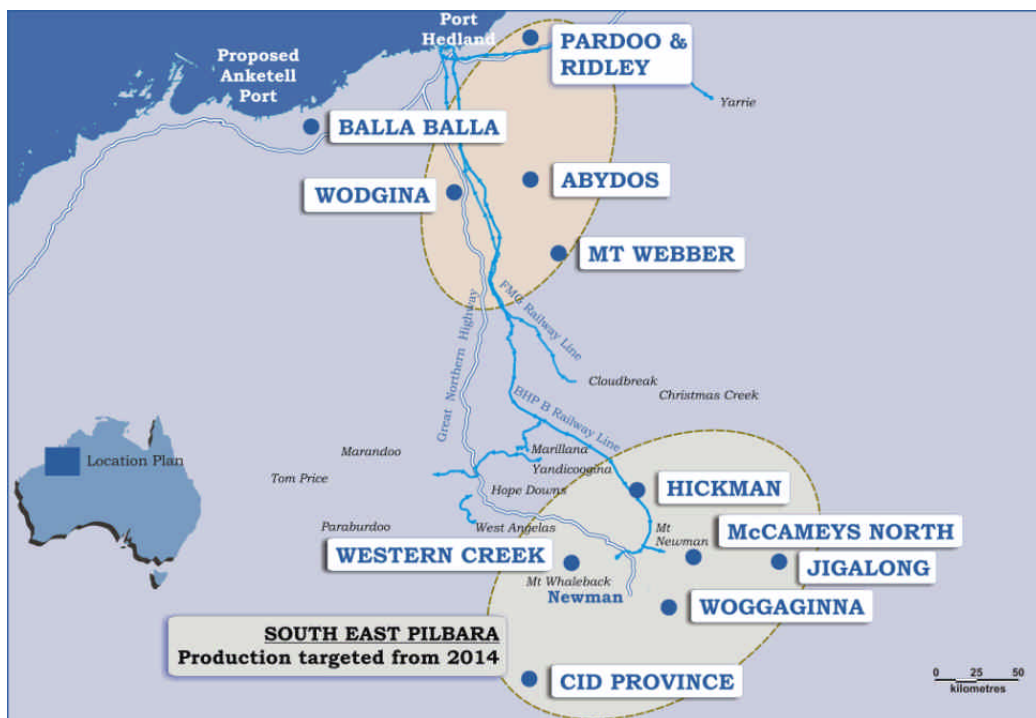 Port
Hedland
Proposed
Anketell
Port
PARDOO &
RIDLEY
Yarrie
BALLA BALLA
WODGINA
ABYDOS
MT WEBBER
FMG Railway Line
Great Northern Highway
Cloudbreak
Christmas Creek
BHP B Railway Line
Location Plan
Marandoo
Marillana
Yandicoogina
Tom Price
Hope Downs
HICKMAN
Paraburdoo
West Angelas
Mt
Newman
McCAMEYS NORTH
WESTERN CREEK
JIGALONG
Mt Whaleback
Newman
WOGGAGINNA
SOUTH EAST PILBARA
Production targeted from 2014
CID PROVINCE
0 25 50
kilometres